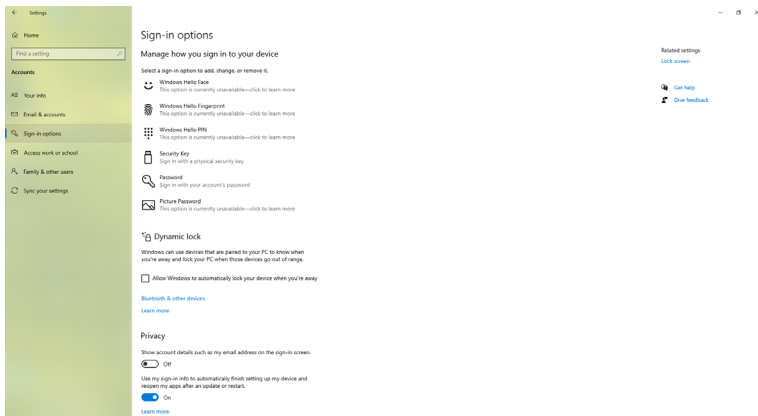 Settings
Home
Find a setting
Accounts
Your info
Email & accounts
Sign-in options
Access work or school
Family & other users
Sync your settings
Sign-in options
Manage how you sign in to your device
Select a sign-in option to add, change, or remove it.
Windows Hello Face
This option is currently unavailable—click to learn more
Windows Hello Fingerprint
This option is currently unavailable—click to learn more
Windows Hello PIN
This option is currently unavailable—click to learn more
Security Key
Sign in with a physical security key
Password
Sign in with your account's password
Picture Password
This option is currently unavailable—click to learn more
Dynamic lock
Windows can use devices that are paired to your PC to know when
you're away and lock your PC when those devices go out of range.
Allow Windows to automatically lock your device when you're away
Bluetooth & other devices
Learn more
Privacy
Show account details such as my email address on the sign-in screen.
Off
Use my sign-in info to automatically finish setting up my device and
reopen my apps after an update or restart.
On
Learn more
Related settings
Lock screen
Get help
Give feedback